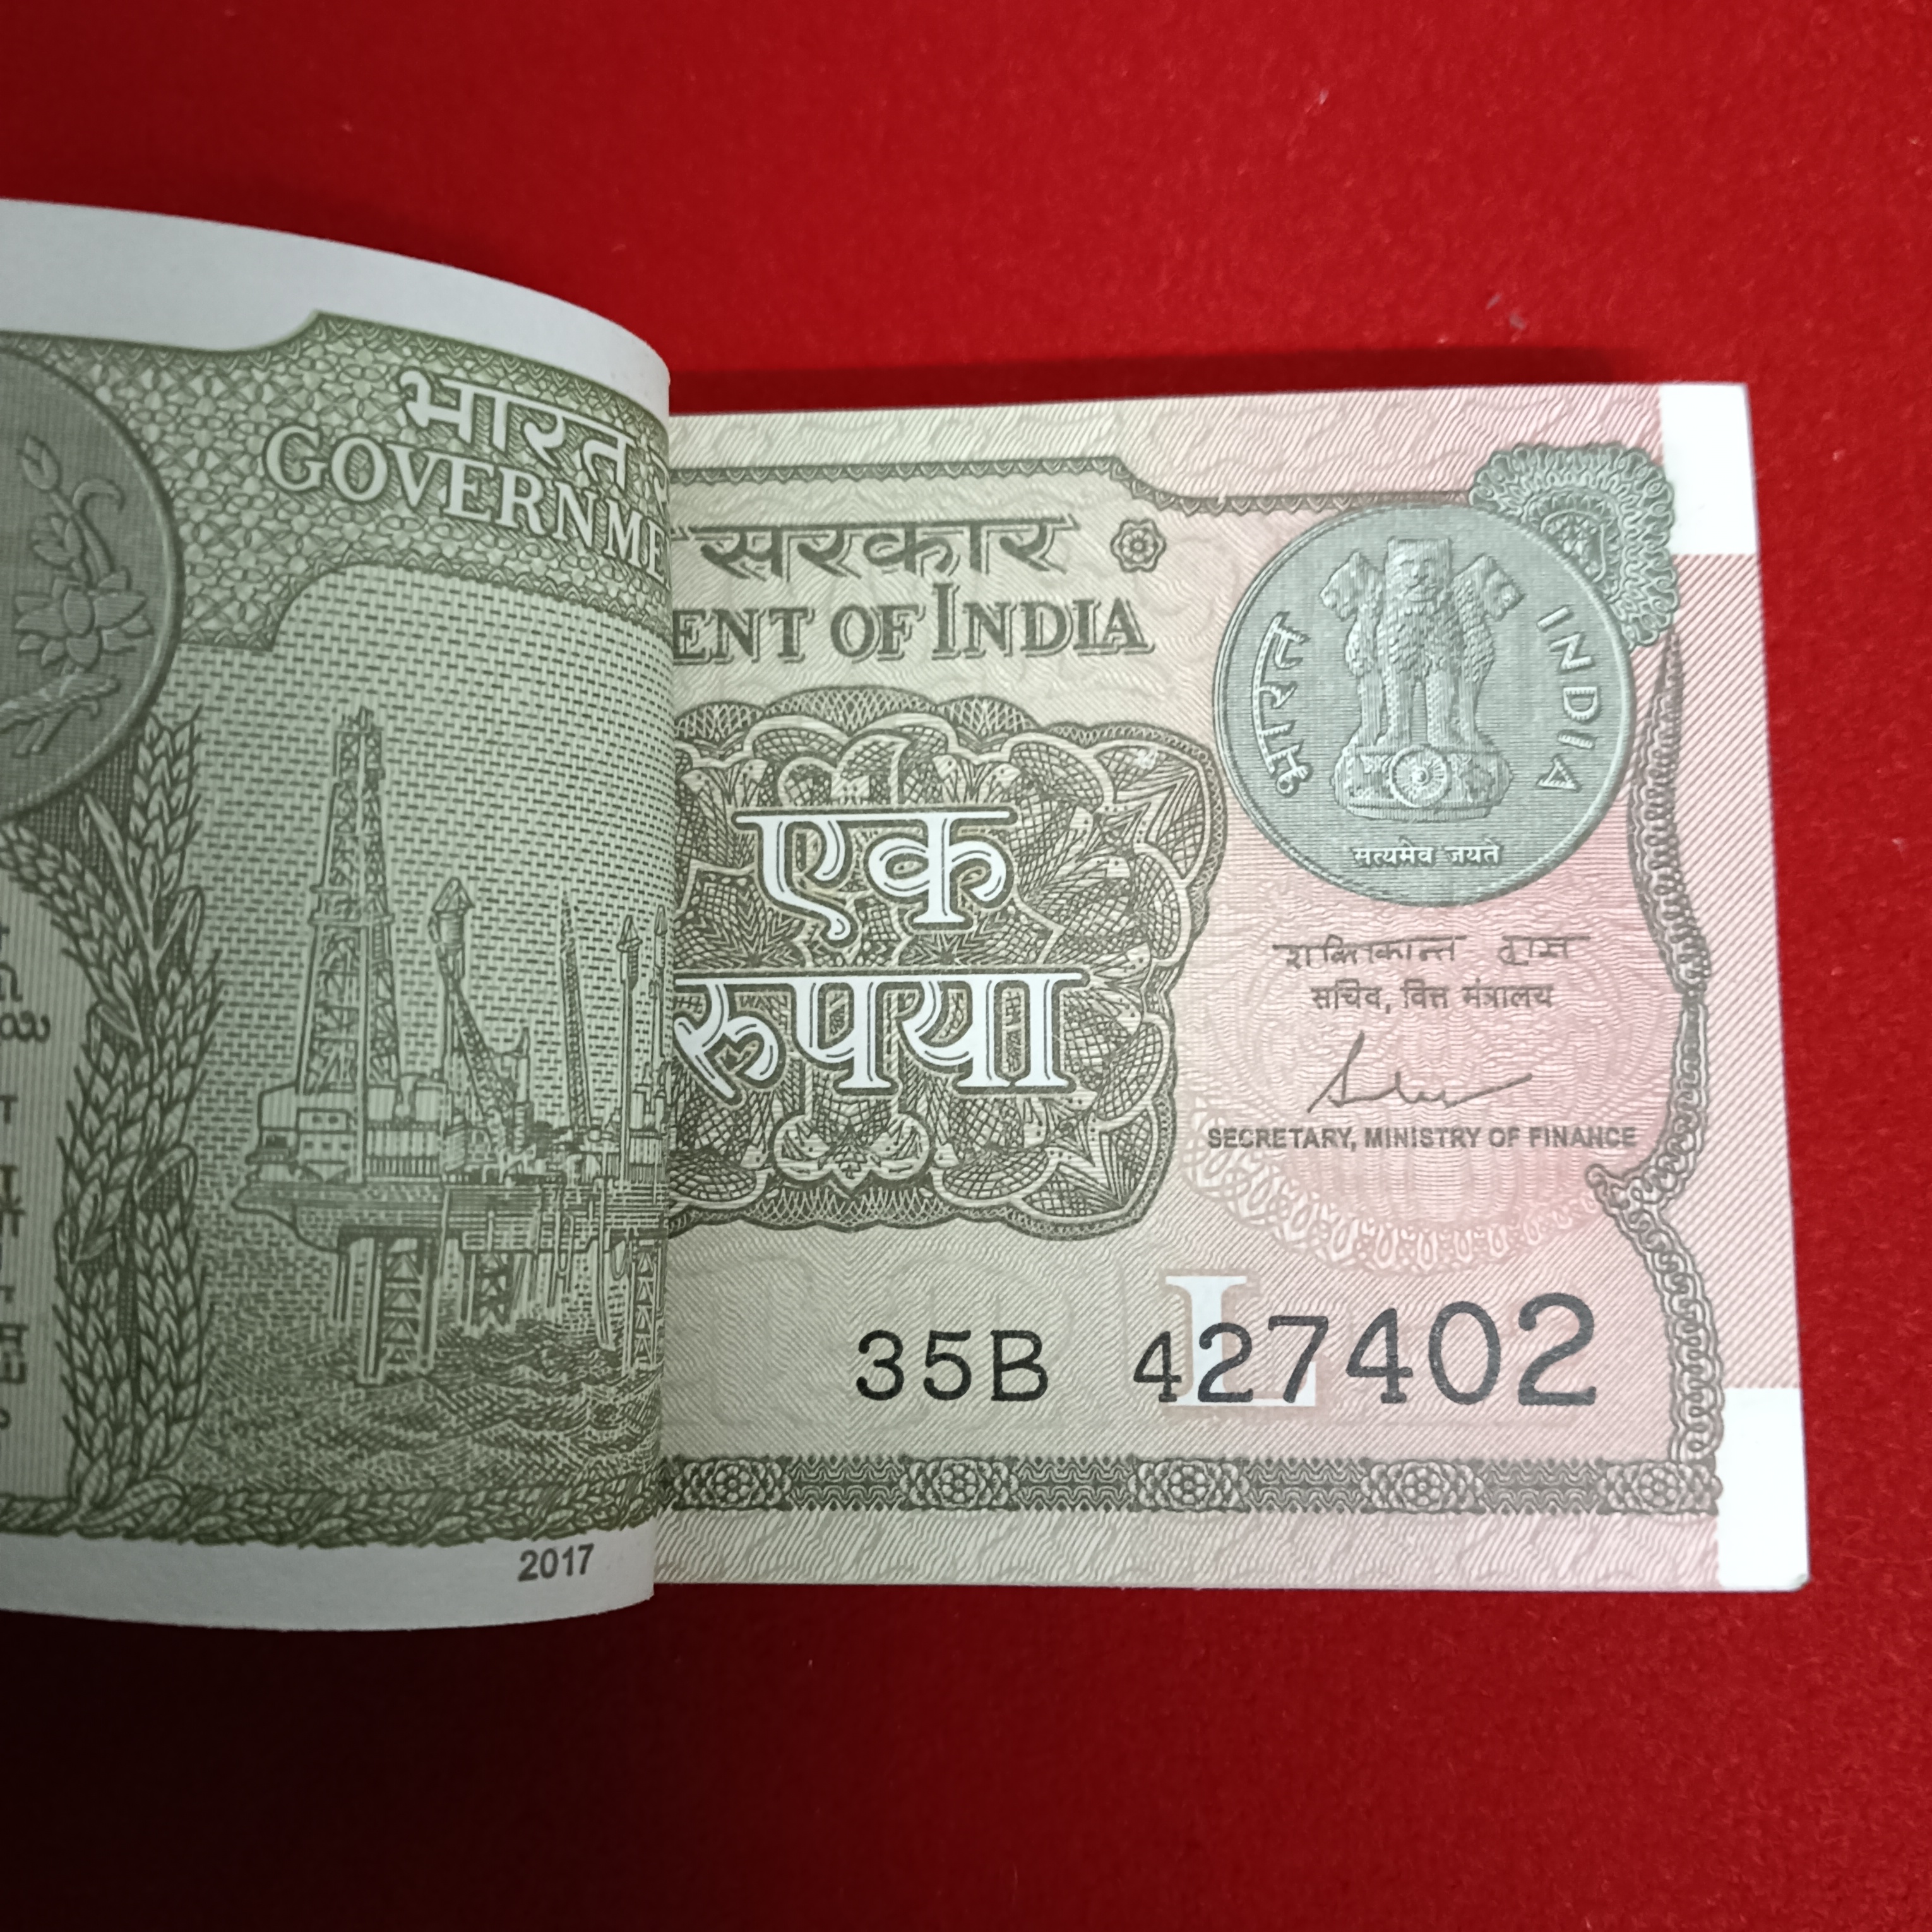 भारत
GOVERNME
2017
सरकार
ENT OF INDIA
एक
रुपया
भारत
INDIA
सत्यमेव जयते
शक्तिकान्त दास
सचिव, वित्त मंत्रालय
SECRETARY, MINISTRY OF FINANCE
L
35B 427402